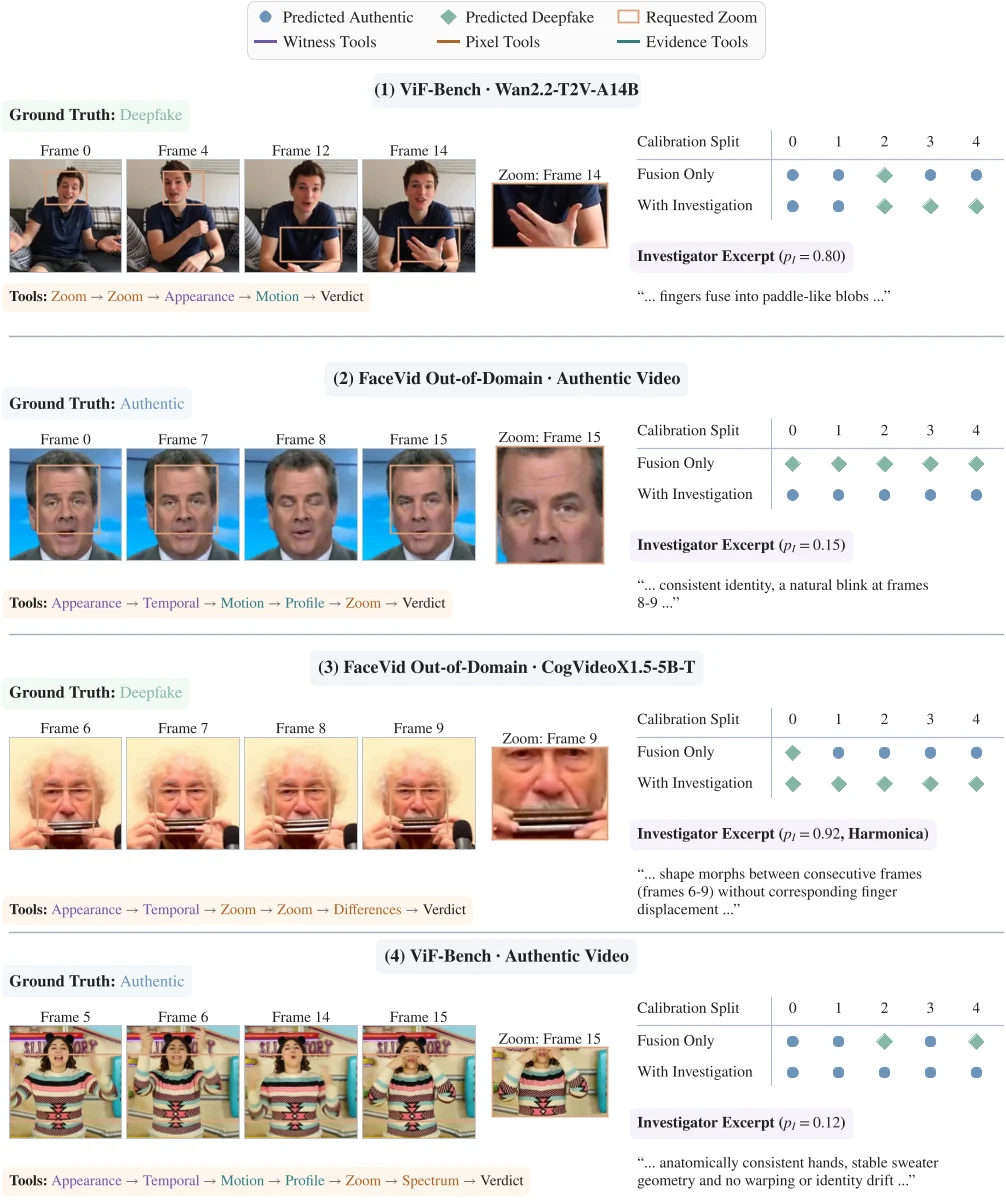 Predicted Authentic Predicted Deepfake Requested Zoom
Witness Tools Pixel Tools Evidence Tools
(1) ViF-Bench · Wan2.2-T2V-A14B
Ground Truth: Deepfake
Frame 0 Frame 4 Frame 12 Frame 14
Zoom: Frame 14
Calibration Split 0 1 2 3 4
Fusion Only
With Investigation
Investigator Excerpt (p_I = 0.80)
“... fingers fuse into paddle-like blobs ...”
Tools: Zoom → Zoom → Appearance → Motion → Verdict
(2) FaceVid Out-of-Domain · Authentic Video
Ground Truth: Authentic
Frame 0 Frame 7 Frame 8 Frame 15
Zoom: Frame 15
Calibration Split 0 1 2 3 4
Fusion Only
With Investigation
Investigator Excerpt (p_I = 0.15)
“... consistent identity, a natural blink at frames
8-9 ...”
Tools: Appearance → Temporal → Motion → Profile → Zoom → Verdict
(3) FaceVid Out-of-Domain · CogVideoX1.5-5B-T
Ground Truth: Deepfake
Frame 6 Frame 7 Frame 8 Frame 9
Zoom: Frame 9
Calibration Split 0 1 2 3 4
Fusion Only
With Investigation
Investigator Excerpt (p_I = 0.92, Harmonica)
“... shape morphs between consecutive frames
(frames 6-9) without corresponding finger
displacement ...”
Tools: Appearance → Temporal → Zoom → Zoom → Differences → Verdict
(4) ViF-Bench · Authentic Video
Ground Truth: Authentic
Frame 5 Frame 6 Frame 14 Frame 15
Zoom: Frame 15
Calibration Split 0 1 2 3 4
Fusion Only
With Investigation
Investigator Excerpt (p_I = 0.12)
“... anatomically consistent hands, stable sweater
geometry and no warping or identity drift ...”
Tools: Appearance → Temporal → Motion → Profile → Zoom → Spectrum → Verdict